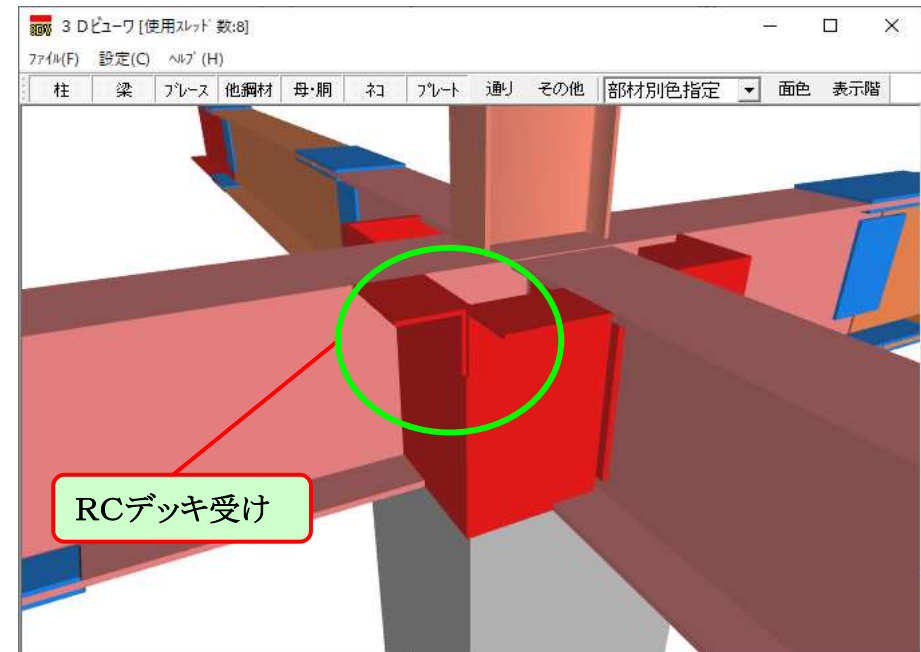 3DV 3Dビューワ [使用スレッド数:8]
ファイル(F) 設定(C) ヘルプ(H)
柱 梁 ブレース 他鋼材 母・胴 ネコ プレート 通り その他 部材別色指定 面色 表示階
RCデッキ受け